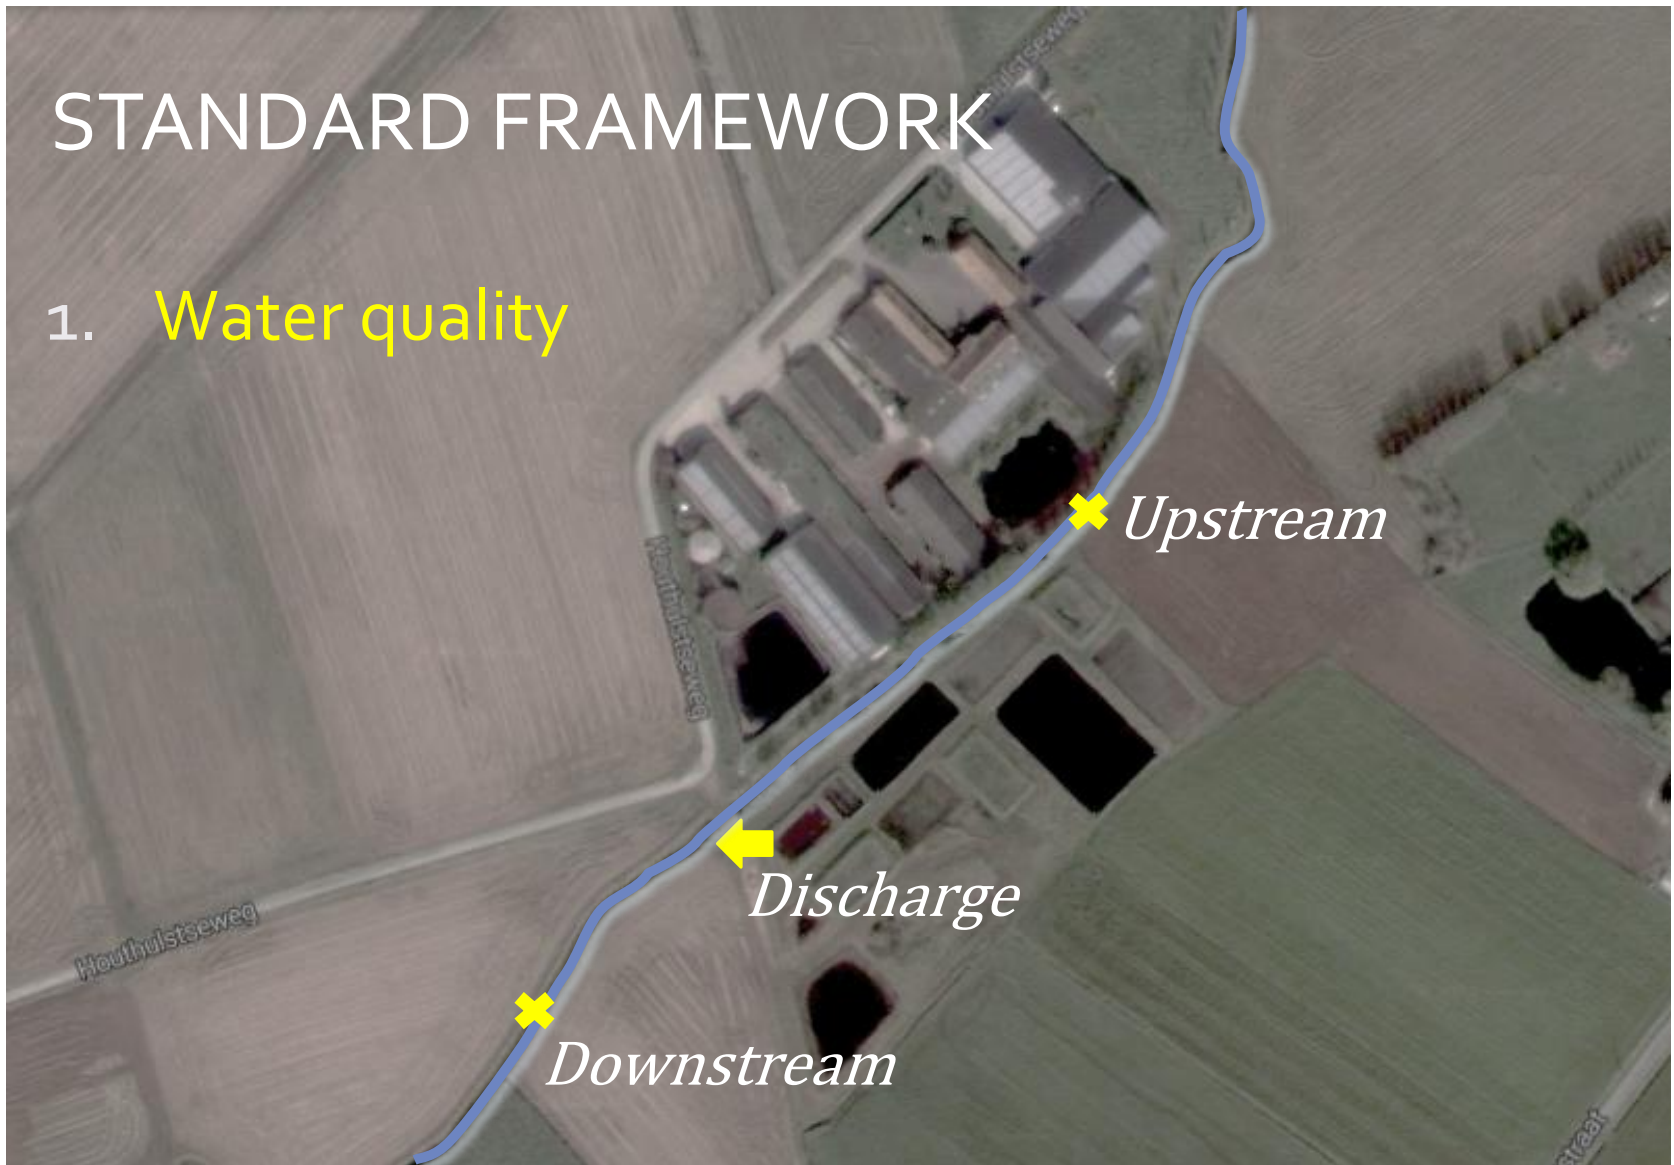 STANDARD FRAMEWORK
1. Water quality
Upstream
Houthulstseweg
Discharge
Houthulstseweg
Downstream